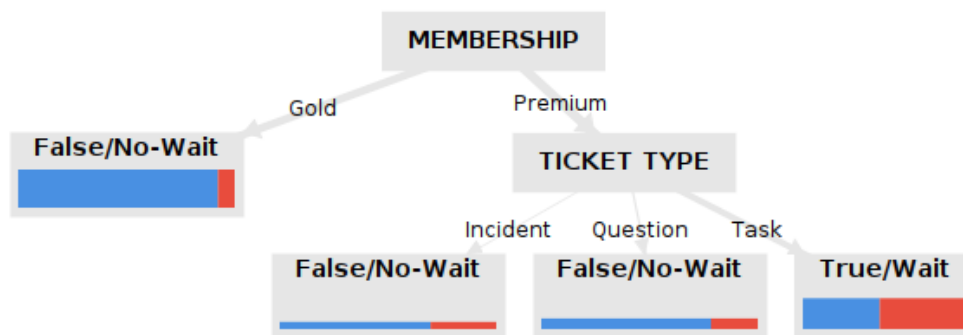 MEMBERSHIP
Gold
Premium
False/No-Wait
TICKET TYPE
Incident
Question
Task
False/No-Wait
False/No-Wait
True/Wait